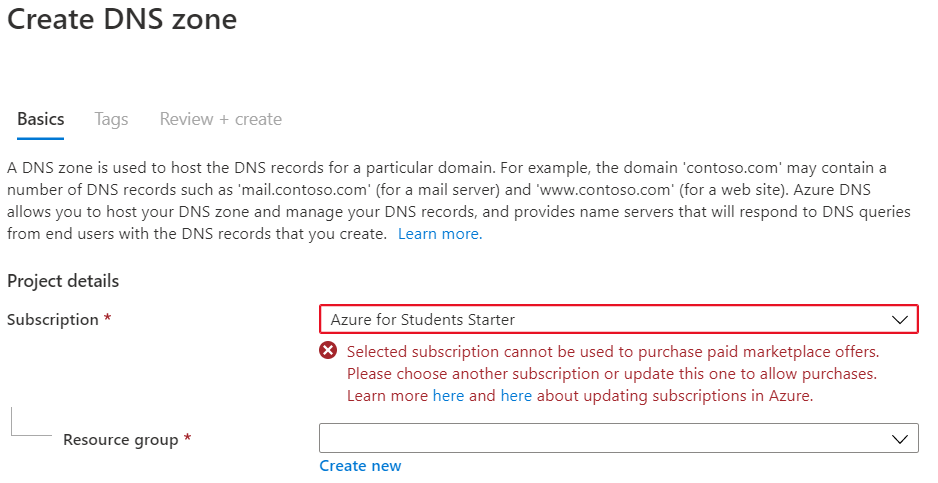 Create DNS zone
Basics Tags Review + create
A DNS zone is used to host the DNS records for a particular domain. For example, the domain 'contoso.com' may contain a
number of DNS records such as 'mail.contoso.com' (for a mail server) and 'www.contoso.com' (for a web site). Azure DNS
allows you to host your DNS zone and manage your DNS records, and provides name servers that will respond to DNS queries
from end users with the DNS records that you create. Learn more.
Project details
Subscription * Azure for Students Starter
Selected subscription cannot be used to purchase paid marketplace offers.
Please choose another subscription or update this one to allow purchases.
Learn more here and here about updating subscriptions in Azure.
Resource group *
Create new